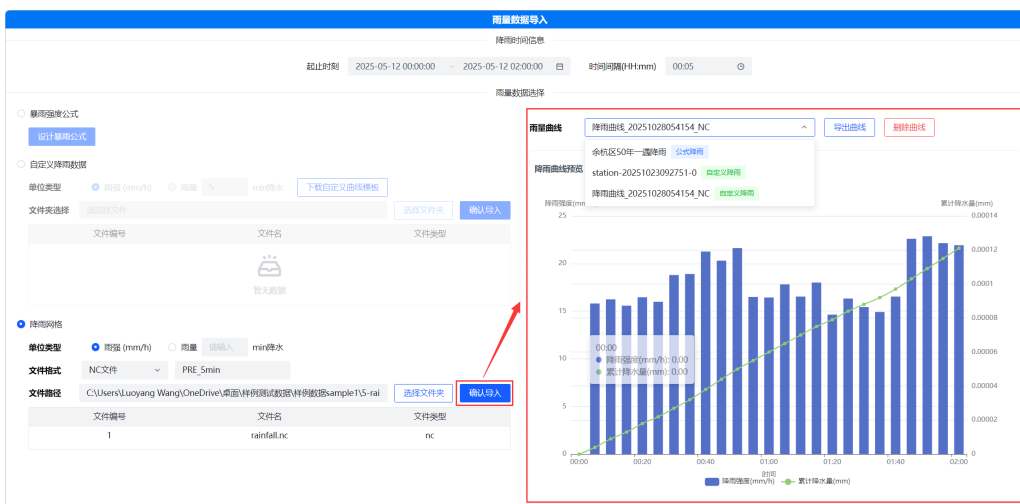 雨量数据导入
降雨时间信息
起止时刻 2025-05-12 00:00:00 - 2025-05-12 02:00:00 时间间隔(HH:mm) 00:05
雨量数据选择
暴雨强度公式
设计暴雨公式
自定义降雨数据
单位类型 雨强 (mm/h) 雨量 5 min降水 下载自定义曲线模板
文件夹选择 请选择文件 选择文件夹 确认导入
文件编号 文件名 文件类型
暂无数据
降雨网格
单位类型 雨强 (mm/h) 雨量 请输入 min降水
文件格式 NC文件 PRE_5min
文件路径 C:\Users\Luoyang Wang\OneDrive\桌面\样例测试数据\样例数据sample1\5-rai 选择文件夹 确认导入
文件编号 文件名 文件类型
1 rainfall.nc nc
雨量曲线 降雨曲线_20251028054154_NC 导出曲线 删除曲线
余杭区50年一遇降雨 公式降雨
station-20251023092751-0 自定义降雨
降雨曲线_20251028054154_NC 自定义降雨
降雨曲线预览
降雨强度(mm 累计降水量(mm)
25 0.00014
20 0.00012
0.0001
15 0.00008
10 0.00006
0.00004
5 0.00002
0 0
00:00
降雨强度(mm/h): 0.00
累计降水量(mm): 0.00
00:00 00:20 00:40 01:00 01:20 01:40 02:00
时间
降雨强度(mm/h) 累计降水量(mm)